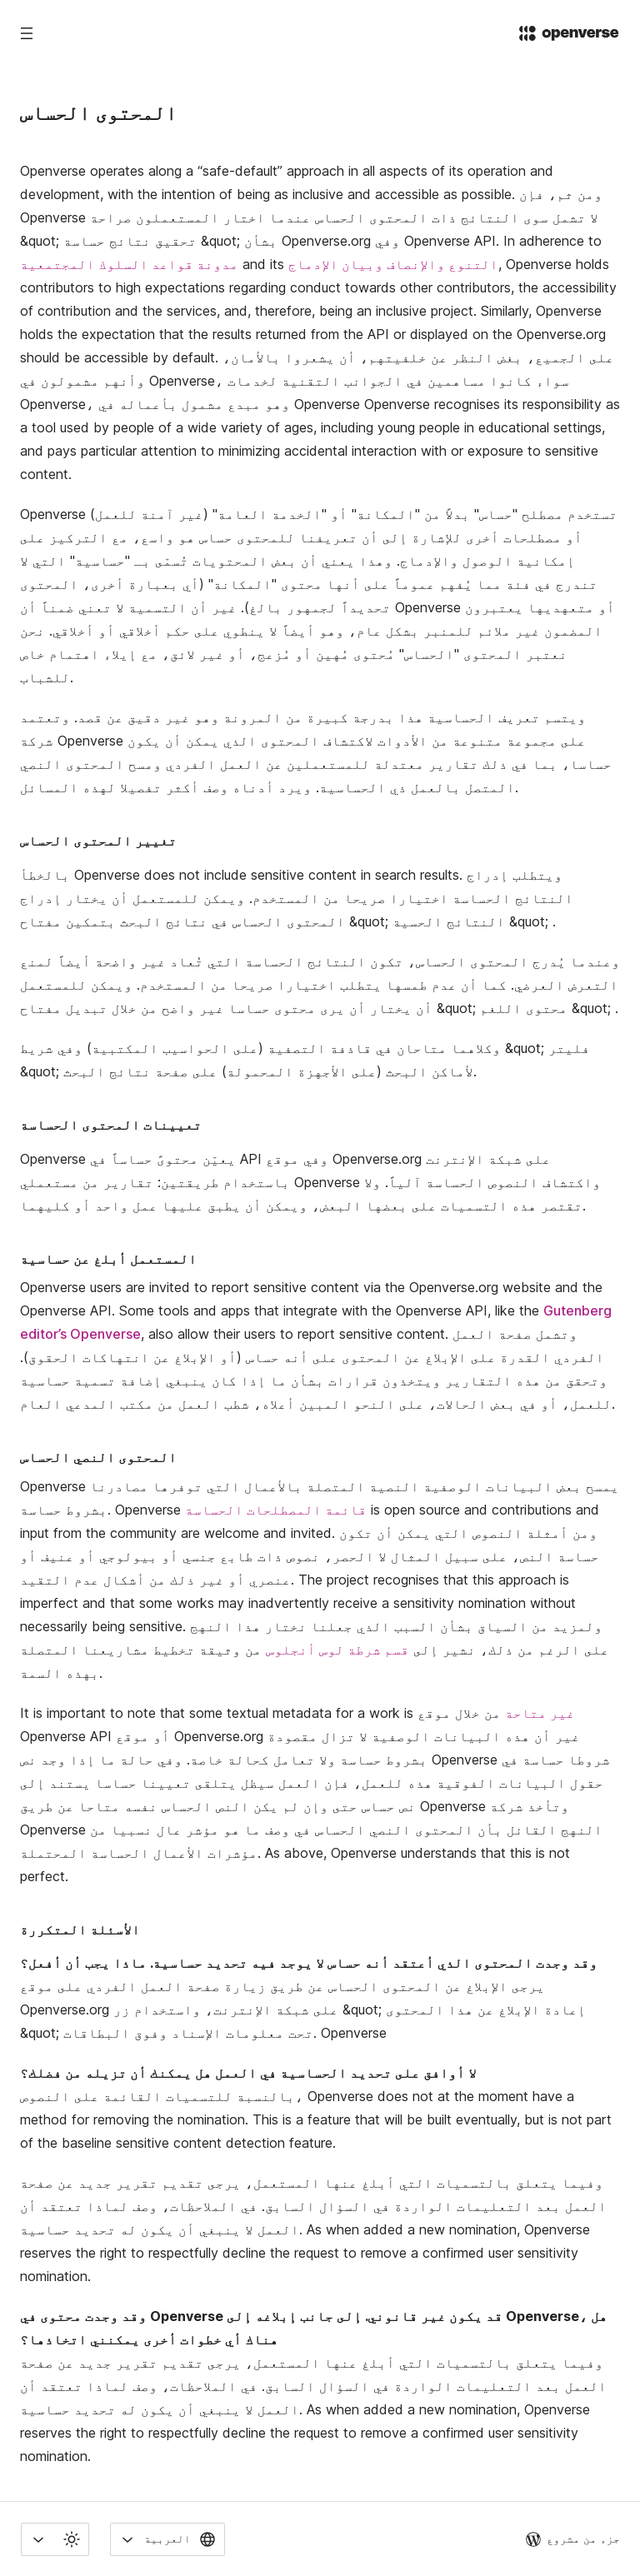 openverse
المحتوى الحساس
Openverse operates along a “safe-default” approach in all aspects of its operation and
development, with the intention of being as inclusive and accessible as possible. ومن ثم، فإن
Openverse لا تشمل سوى النتائج ذات المحتوى الحساس عندما اختار المستعملون صراحة
&quot; تحقيق نتائج حساسة &quot; بشأن Openverse.org وفي Openverse API. In adherence to
مدونة قواعد السلوك المجتمعية and its التنوع والإنصاف وبيان الإدماج, Openverse holds
contributors to high expectations regarding conduct towards other contributors, the accessibility
of contribution and the services, and, therefore, being an inclusive project. Similarly, Openverse
holds the expectation that the results returned from the API or displayed on the Openverse.org
should be accessible by default. على الجميع، بغض النظر عن خلفيتهم، أن يشعروا بالأمان،
وأنهم مشمولون في Openverse، سواء كانوا مساهمين في الجوانب التقنية لخدمات
Openverse، وهو مبدع مشمول بأعماله في Openverse Openverse recognises its responsibility as
a tool used by people of a wide variety of ages, including young people in educational settings,
and pays particular attention to minimizing accidental interaction with or exposure to sensitive
content.
Openverse تستخدم مصطلح "حساس" بدلاً من "المكانة" أو "الخدمة العامة" (غير آمنة للعمل)
أو مصطلحات أخرى للإشارة إلى أن تعريفنا للمحتوى حساس هو واسع، مع التركيز على
إمكانية الوصول والإدماج. وهذا يعني أن بعض المحتويات تُسمّى بـ "حساسية" التي لا
تندرج في فئة مما يُفهم عموماً على أنها محتوى "المكانة" (أي بعبارة أخرى، المحتوى
تحديداً لجمهور بالغ). غير أن التسمية لا تعني ضمناً أن Openverse أو متعهديها يعتبرون
المضمون غير ملائم للمنبر بشكل عام، وهو أيضاً لا ينطوي على حكم أخلاقي أو أخلاقي. نحن
نعتبر المحتوى "الحساس" مُحتوى مُهين أو مُزعج، أو غير لائق، مع إيلاء اهتمام خاص
للشباب.
ويتسم تعريف الحساسية هذا بدرجة كبيرة من المرونة وهو غير دقيق عن قصد. وتعتمد
شركة Openverse على مجموعة متنوعة من الأدوات لاكتشاف المحتوى الذي يمكن أن يكون
حساسا، بما في ذلك تقارير معتدلة للمستعملين عن العمل الفردي ومسح المحتوى النصي
المتصل بالعمل ذي الحساسية. ويرد أدناه وصف أكثر تفصيلا لهذه المسائل.
تغيير المحتوى الحساس
بالخطأ Openverse does not include sensitive content in search results. ويتطلب إدراج
النتائج الحساسة اختيارا صريحا من المستخدم. ويمكن للمستعمل أن يختار إدراج
المحتوى الحساس في نتائج البحث بتمكين مفتاح &quot; النتائج الحسية &quot; .
وعندما يُدرج المحتوى الحساس، تكون النتائج الحساسة التي تُعاد غير واضحة أيضاً لمنع
التعرض العرضي. كما أن عدم طمسها يتطلب اختيارا صريحا من المستخدم. ويمكن للمستعمل
أن يختار أن يرى محتوى حساسا غير واضح من خلال تبديل مفتاح &quot; محتوى اللغم &quot; .
وكلاهما متاحان في قاذفة التصفية (على الحواسيب المكتبية) وفي شريط &quot; فليتر
&quot; لأماكن البحث (على الأجهزة المحمولة) على صفحة نتائج البحث.
تعيينات المحتوى الحساسة
Openverse يعيّن محتوىً حساساً في API وفي موقع Openverse.org على شبكة الإنترنت
باستخدام طريقتين: تقارير من مستعملي Openverse واكتشاف النصوص الحساسة آلياً. ولا
تقتصر هذه التسميات على بعضها البعض، ويمكن أن يطبق عليها عمل واحد أو كليهما.
المستعمل أبلغ عن حساسية
Openverse users are invited to report sensitive content via the Openverse.org website and the
Openverse API. Some tools and apps that integrate with the Openverse API, like the Gutenberg
editor’s Openverse, also allow their users to report sensitive content. وتشمل صفحة العمل
الفردي القدرة على الإبلاغ عن المحتوى على أنه حساس (أو الإبلاغ عن انتهاكات الحقوق).
وتحقق من هذه التقارير ويتخذون قرارات بشأن ما إذا كان ينبغي إضافة تسمية حساسية
للعمل، أو في بعض الحالات، على النحو المبين أعلاه، شطب العمل من مكتب المدعي العام.
المحتوى النصي الحساس
Openverse يمسح بعض البيانات الوصفية النصية المتصلة بالأعمال التي توفرها مصادرنا
بشروط حساسة. Openverse قائمة المصطلحات الحساسة is open source and contributions and
input from the community are welcome and invited. ومن أمثلة النصوص التي يمكن أن تكون
حساسة النص، على سبيل المثال لا الحصر، نصوص ذات طابع جنسي أو بيولوجي أو عنيف أو
عنصري أو غير ذلك من أشكال عدم التقيد. The project recognises that this approach is
imperfect and that some works may inadvertently receive a sensitivity nomination without
necessarily being sensitive. ولمزيد من السياق بشأن السبب الذي جعلنا نختار هذا النهج
على الرغم من ذلك، نشير إلى قسم شرطة لوس أنجلوس من وثيقة تخطيط مشاريعنا المتصلة
بهذه السمة.
It is important to note that some textual metadata for a work is غير متاحة من خلال موقع
Openverse API أو موقع Openverse.org غير أن هذه البيانات الوصفية لا تزال مقصودة
بشروط حساسة ولا تعامل كحالة خاصة. وفي حالة ما إذا وجد نص Openverse شروطا حساسة في
حقول البيانات الفوقية هذه للعمل، فإن العمل سيظل يتلقى تعيينا حساسا يستند إلى
نص حساس حتى وإن لم يكن النص الحساس نفسه متاحا عن طريق Openverse وتأخذ شركة
Openverse النهج القائل بأن المحتوى النصي الحساس في وصف ما هو مؤشر عال نسبيا من
مؤشرات الأعمال الحساسة المحتملة. As above, Openverse understands that this is not
perfect.
الأسئلة المتكررة
وقد وجدت المحتوى الذي أعتقد أنه حساس لا يوجد فيه تحديد حساسية. ماذا يجب أن أفعل؟
يرجى الإبلاغ عن المحتوى الحساس عن طريق زيارة صفحة العمل الفردي على موقع
Openverse.org على شبكة الإنترنت، واستخدام زر &quot; إعادة الإبلاغ عن هذا المحتوى
&quot; تحت معلومات الإسناد وفوق البطاقات. Openverse
لا أوافق على تحديد الحساسية في العمل هل يمكنك أن تزيله من فضلك؟
بالنسبة للتسميات القائمة على النصوص، Openverse does not at the moment have a
method for removing the nomination. This is a feature that will be built eventually, but is not part
of the baseline sensitive content detection feature.
وفيما يتعلق بالتسميات التي أبلغ عنها المستعمل، يرجى تقديم تقرير جديد عن صفحة
العمل بعد التعليمات الواردة في السؤال السابق. في الملاحظات، وصف لماذا تعتقد أن
العمل لا ينبغي أن يكون له تحديد حساسية. As when added a new nomination, Openverse
reserves the right to respectfully decline the request to remove a confirmed user sensitivity
nomination.
وقد وجدت محتوى في Openverse قد يكون غير قانوني. إلى جانب إبلاغه إلى Openverse، هل
هناك أي خطوات أخرى يمكنني اتخاذها؟
وفيما يتعلق بالتسميات التي أبلغ عنها المستعمل، يرجى تقديم تقرير جديد عن صفحة
العمل بعد التعليمات الواردة في السؤال السابق. في الملاحظات، وصف لماذا تعتقد أن
العمل لا ينبغي أن يكون له تحديد حساسية. As when added a new nomination, Openverse
reserves the right to respectfully decline the request to remove a confirmed user sensitivity
nomination.
جزء من مشروع
العربية